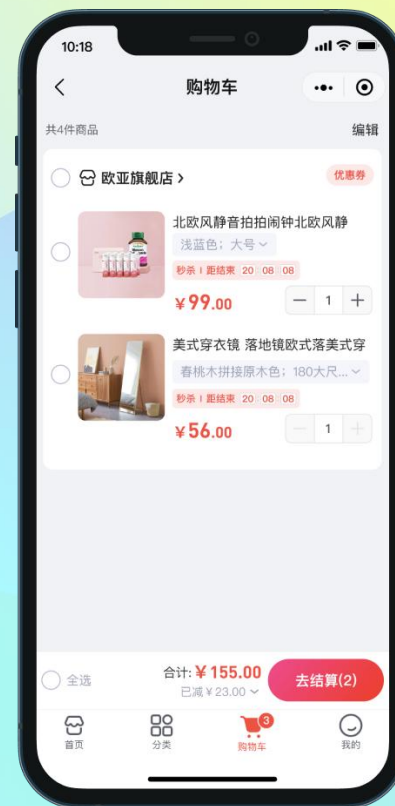 10:18
购物车
共4件商品 编辑
欧亚旗舰店 优惠券
北欧风静音拍拍闹钟北欧风静
浅蓝色；大号
秒杀 距结束 20 08 08
¥99.00 1
美式穿衣镜 落地镜欧式落美式穿
春桃木拼接原木色；180大尺...
秒杀 距结束 20 08 08
¥56.00 1
全选 合计:¥155.00 去结算(2)
已减¥23.00
3
首页 分类 购物车 我的